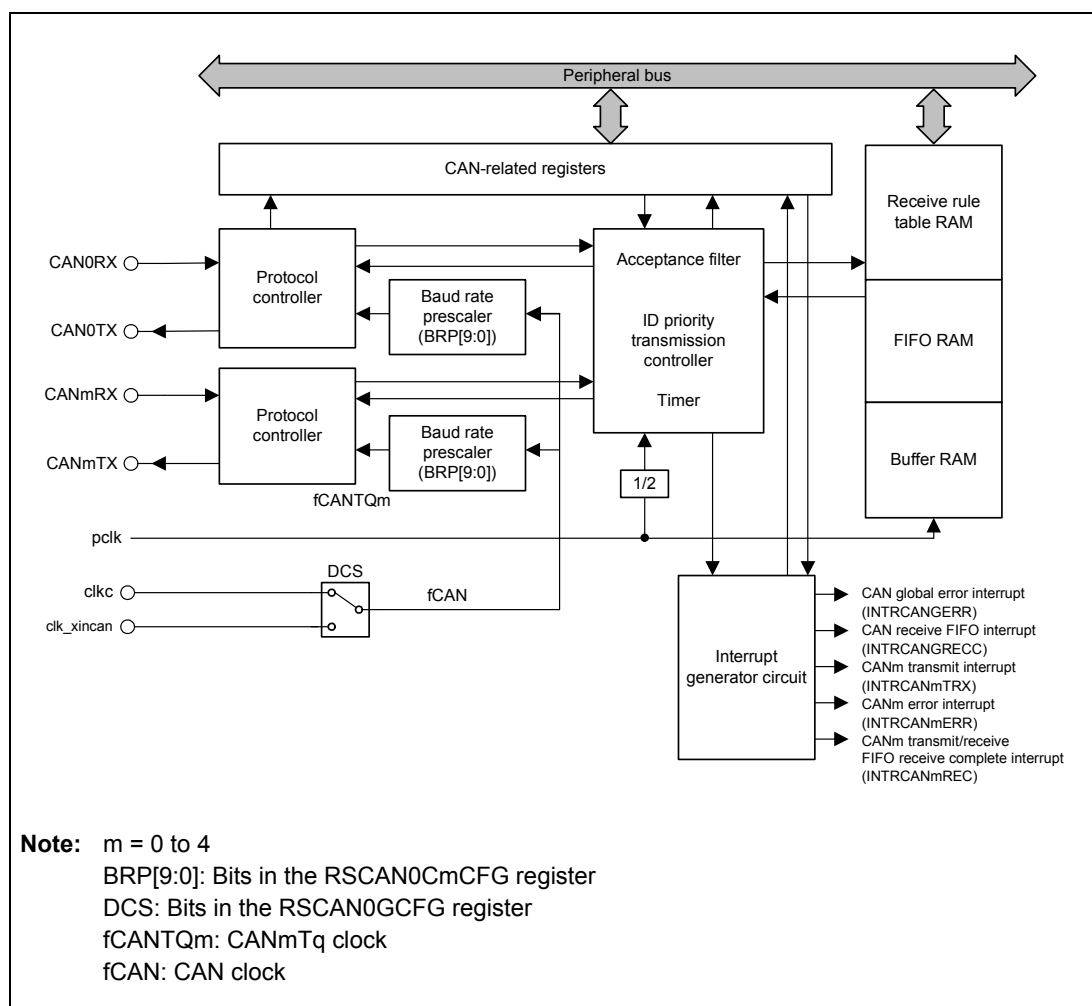 Peripheral bus
CAN-related registers
Receive rule
table RAM
FIFO RAM
Buffer RAM
CAN0RX
CAN0TX
CANmRX
CANmTX
Protocol
controller
Baud rate
prescaler
(BRP[9:0])
Protocol
controller
Baud rate
prescaler
(BRP[9:0])
fCANTQm
Acceptance filter
ID priority
transmission
controller
Timer
1/2
pclk
clkc
clk_xincan
DCS
fCAN
Interrupt
generator circuit
CAN global error interrupt
(INTRCANGERR)
CAN receive FIFO interrupt
(INTRCANGRECC)
CANm transmit interrupt
(INTRCANmTRX)
CANm error interrupt
(INTRCANmERR)
CANm transmit/receive
FIFO receive complete interrupt
(INTRCANmREC)
Note: m = 0 to 4
BRP[9:0]: Bits in the RSCAN0CmCFG register
DCS: Bits in the RSCAN0GCFG register
fCANTQm: CANmTq clock
fCAN: CAN clock